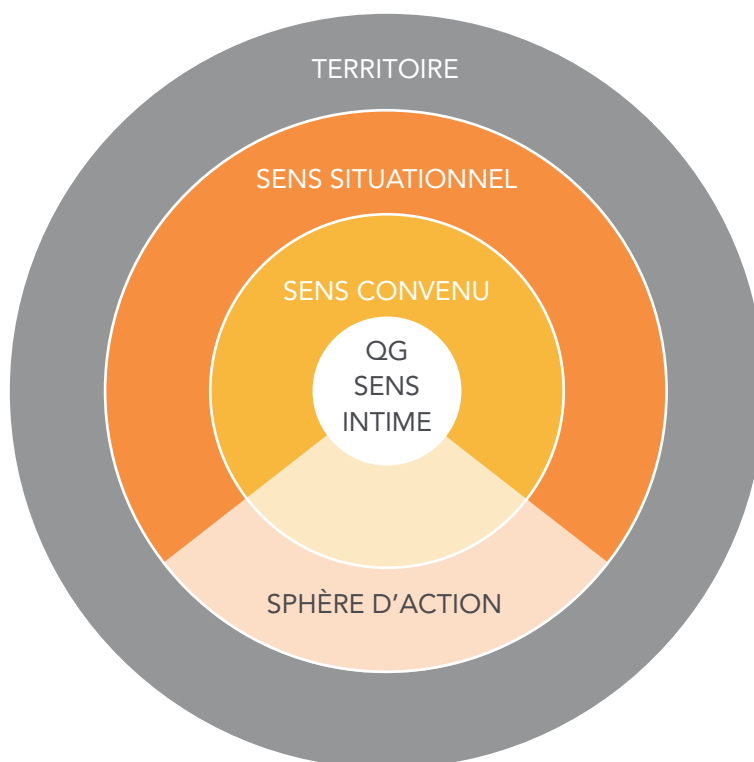 TERRITOIRE
SENS SITUATIONNEL
SENS CONVENU
QG
SENS
INTIME
SPHÈRE D’ACTION